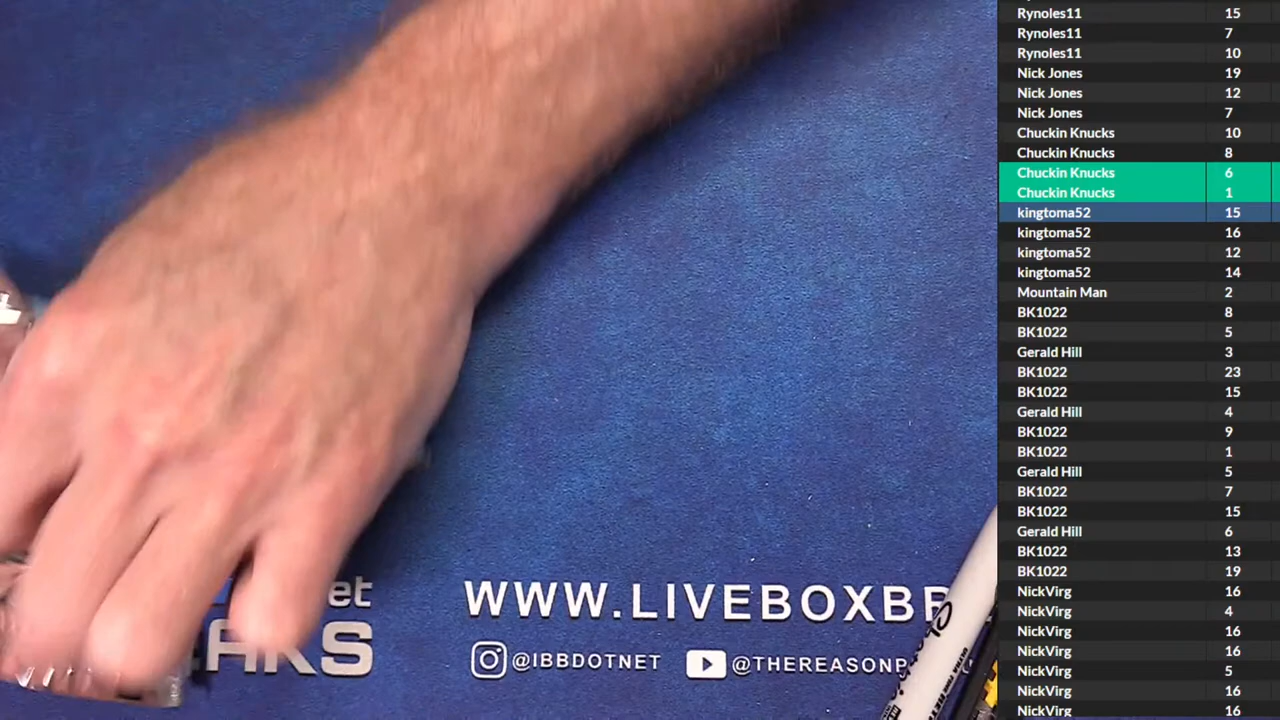 Rynoles11 15
Rynoles11 7
Rynoles11 10
Nick Jones 19
Nick Jones 12
Nick Jones 7
Chuckin Knucks 10
Chuckin Knucks 8
Chuckin Knucks 6
Chuckin Knucks 1
kingtoma52 15
kingtoma52 16
kingtoma52 12
kingtoma52 14
Mountain Man 2
BK1022 8
BK1022 5
Gerald Hill 3
BK1022 23
BK1022 15
Gerald Hill 4
BK1022 9
BK1022 1
Gerald Hill 5
BK1022 7
BK1022 15
Gerald Hill 6
BK1022 13
BK1022 19
NickVirg 16
NickVirg 4
NickVirg 16
NickVirg 16
NickVirg 5
NickVirg 16
NickVirg 16
et
AKS
WWW.LIVEBOXBR
@IBBDOTNET
@THEREASONP